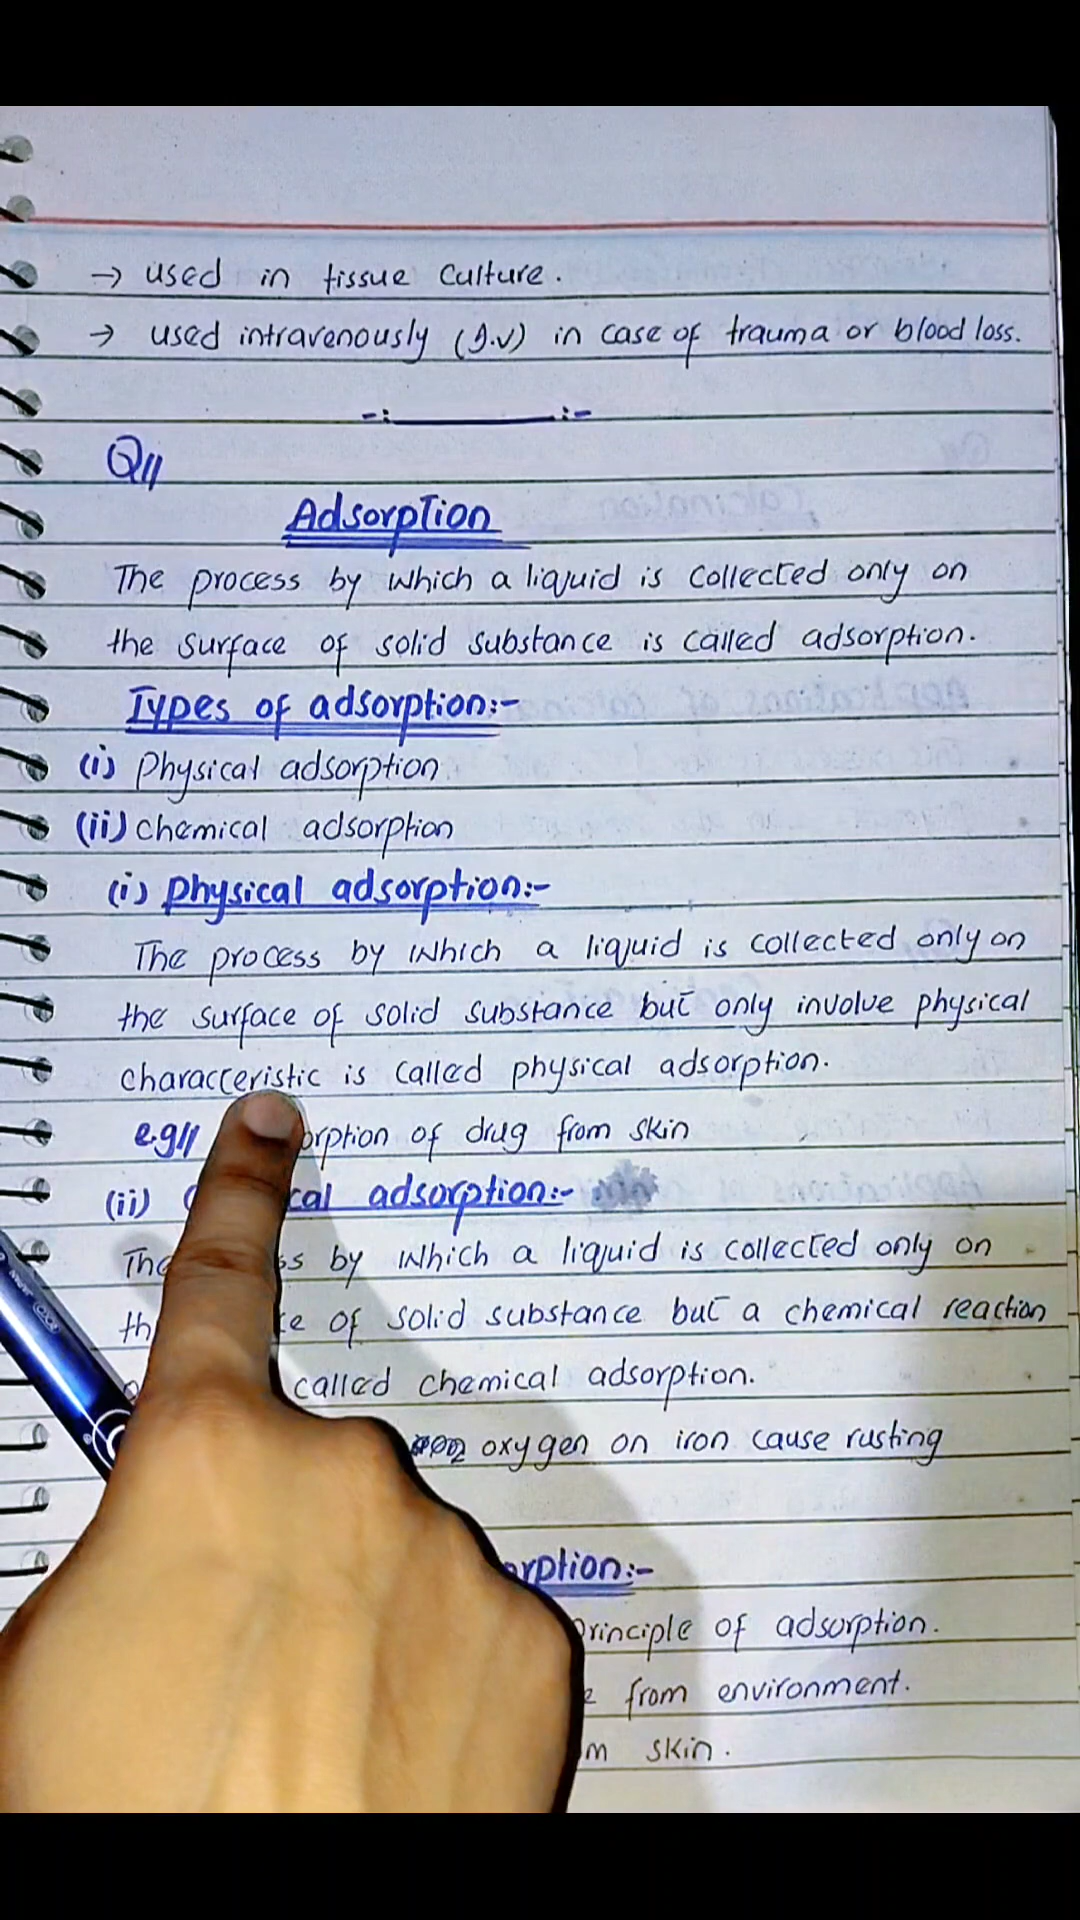 → used in tissue culture.
→ used intravenously (I.V) in case of trauma or blood loss.
-: :-
Q//
Adsorption
The process by which a liquid is collected only on
the surface of solid substance is called adsorption.
Types of adsorption:-
(i) Physical adsorption
(ii) chemical adsorption
(i) Physical adsorption:-
The process by which a liquid is collected only on
the surface of solid substance but only involve physical
characteristic is called physical adsorption.
e.g// orption of drug from skin
(ii) cal adsorption:-
The ss by which a liquid is collected only on
th ce of solid substance but a chemical reaction
called chemical adsorption.
oxygen on iron cause rusting
orption:-
principle of adsorption.
e from environment.
m skin.